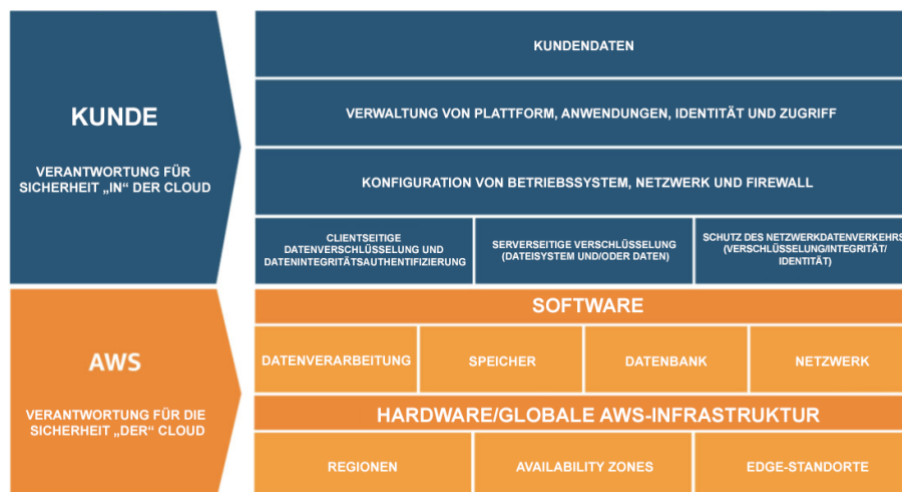 KUNDE
VERANTWORTUNG FÜR
SICHERHEIT „IN“ DER CLOUD
KUNDENDATEN
VERWALTUNG VON PLATTFORM, ANWENDUNGEN, IDENTITÄT UND ZUGRIFF
KONFIGURATION VON BETRIEBSSYSTEM, NETZWERK UND FIREWALL
CLIENTSEITIGE
DATENVERSCHLÜSSELUNG UND
DATENINTEGRITÄTSAUTHENTIFIZIERUNG
SERVERSEITIGE VERSCHLÜSSELUNG
(DATEISYSTEM UND/ODER DATEN)
SCHUTZ DES NETZWERKDATENVERKEHRS
(VERSCHLÜSSELUNG/INTEGRITÄT/
IDENTITÄT)
AWS
VERANTWORTUNG FÜR DIE
SICHERHEIT „DER“ CLOUD
SOFTWARE
DATENVERARBEITUNG
SPEICHER
DATENBANK
NETZWERK
HARDWARE/GLOBALE AWS-INFRASTRUKTUR
REGIONEN
AVAILABILITY ZONES
EDGE-STANDORTE